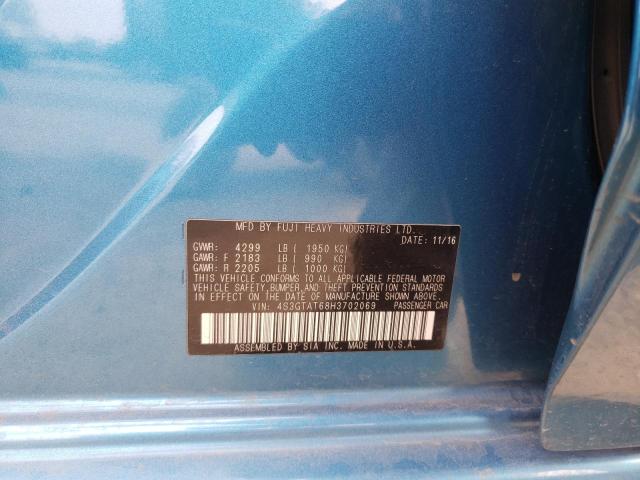 MFD BY FUJI HEAVY INDUSTRIES LTD.
DATE: 11/16
GVWR: 4299 LB ( 1950 KG)
GAWR: F 2183 LB ( 990 KG)
GAWR: R 2205 LB ( 1000 KG)
THIS VEHICLE CONFORMS TO ALL APPLICABLE FEDERAL MOTOR
VEHICLE SAFETY, BUMPER, AND THEFT PREVENTION STANDARDS
IN EFFECT ON THE DATE OF MANUFACTURE SHOWN ABOVE.
VIN: 4S3GTAT68H3702069 PASSENGER CAR
ASSEMBLED BY SIA INC. MADE IN U.S.A.